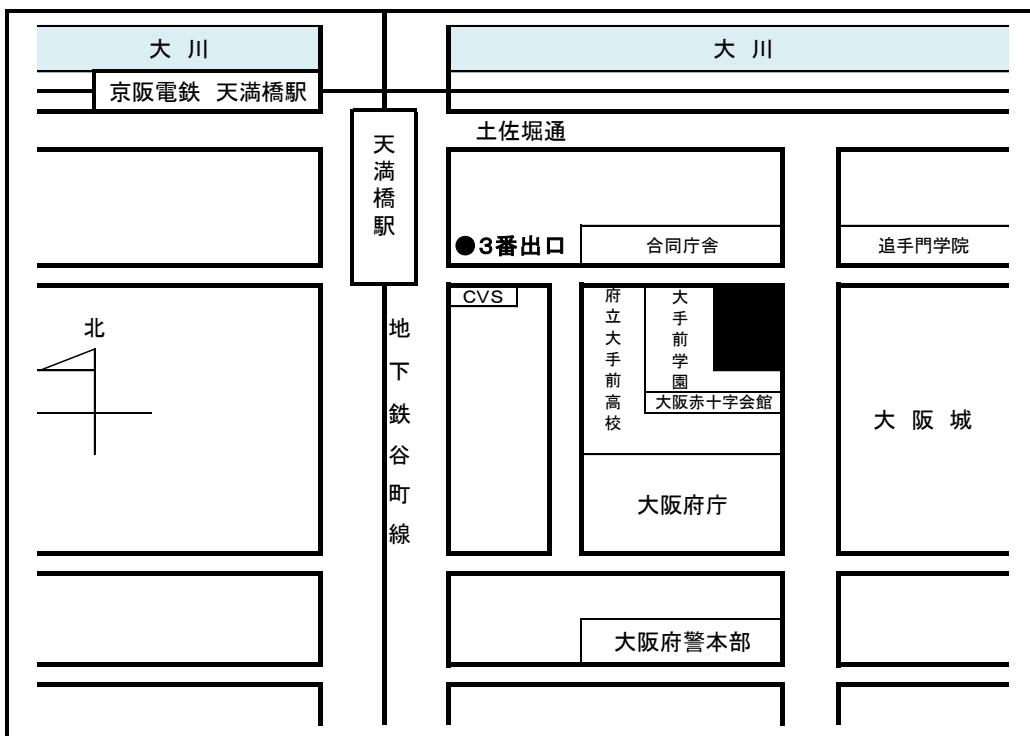 大 川
大 川
京阪電鉄 天満橋駅
土佐堀通
天満橋駅
●3番出口
合同庁舎
追手門学院
CVS
府立大手前高校
大手前学園
北
地下鉄谷町線
大阪赤十字会館
大 阪 城
大阪府庁
大阪府警本部